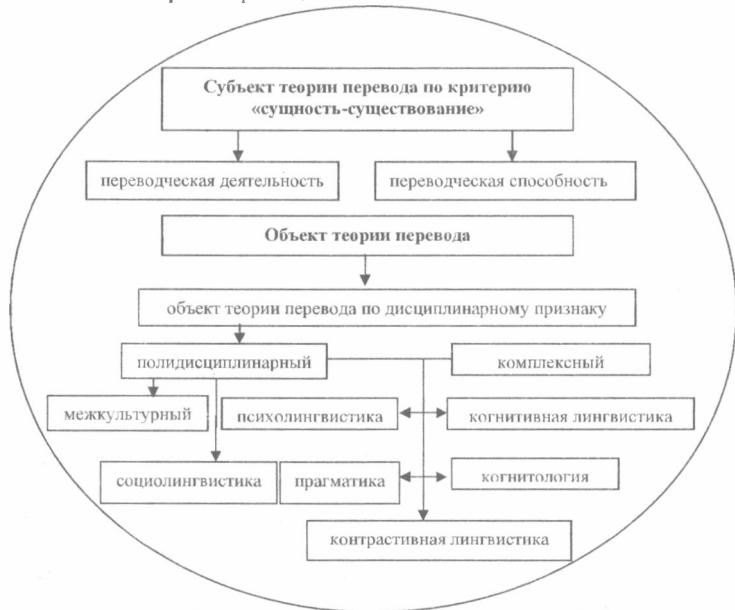 Субъект теории перевода по критерию
«сущность-существование»
переводческая деятельность
переводческая способность
Объект теории перевода
объект теории перевода по дисциплинарному признаку
полидисциплинарный
комплексный
межкультурный
психолингвистика
когнитивная лингвистика
социолингвистика
прагматика
когнитология
контрастивная лингвистика